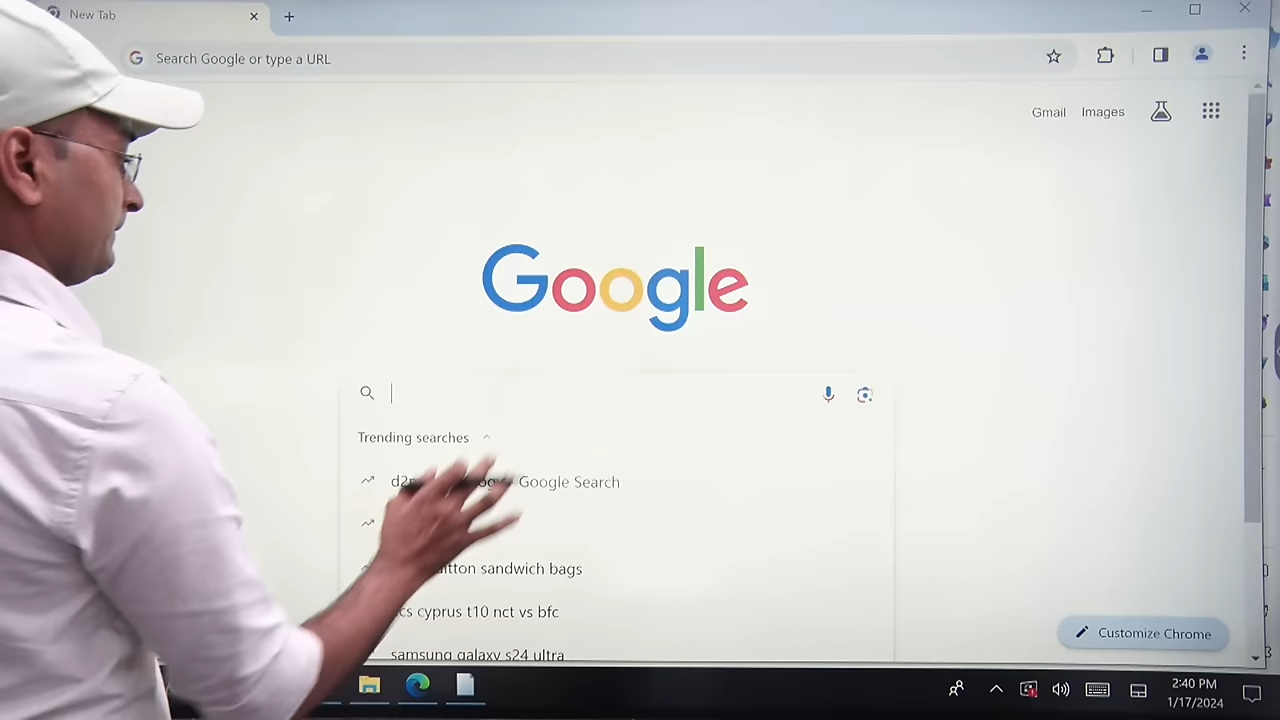 New Tab
Search Google or type a URL
Gmail Images
Google
Trending searches
Google Search
sandwich bags
cyprus t10 nct vs bfc
samsung galaxy s24 ultra
Customize Chrome
2:40 PM
1/17/2024